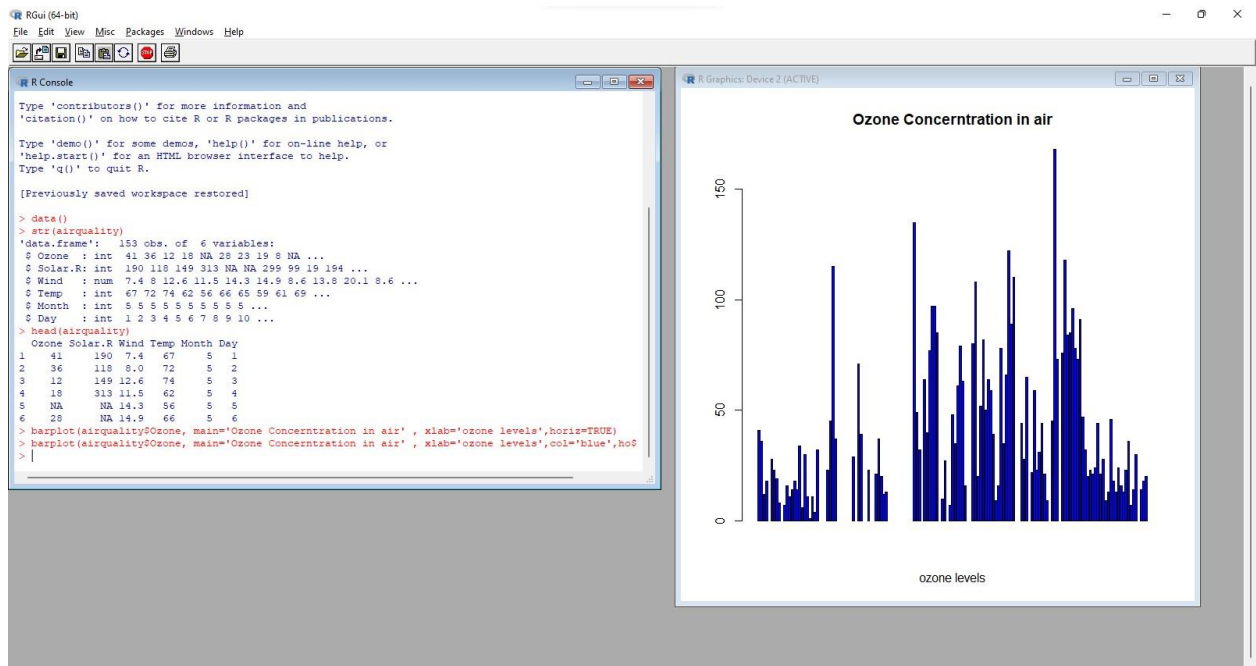 RGui (64-bit)
File Edit View Misc Packages Windows Help
STOP
R Console
Type 'contributors()' for more information and
'citation()' on how to cite R or R packages in publications.
Type 'demo()' for some demos, 'help()' for on-line help, or
'help.start()' for an HTML browser interface to help.
Type 'q()' to quit R.
[Previously saved workspace restored]
> data()
> str(airquality)
'data.frame':   153 obs. of  6 variables:
 $ Ozone  : int  41 36 12 18 NA 28 23 19 8 NA ...
 $ Solar.R: int  190 118 149 313 NA NA 299 99 19 194 ...
 $ Wind   : num  7.4 8 12.6 11.5 14.3 14.9 8.6 13.8 20.1 8.6 ...
 $ Temp   : int  67 72 74 62 56 66 65 59 61 69 ...
 $ Month  : int  5 5 5 5 5 5 5 5 5 5 ...
 $ Day    : int  1 2 3 4 5 6 7 8 9 10 ...
> head(airquality)
  Ozone Solar.R Wind Temp Month Day
1    41     190  7.4   67     5   1
2    36     118  8.0   72     5   2
3    12     149 12.6   74     5   3
4    18     313 11.5   62     5   4
5    NA      NA 14.3   56     5   5
6    28      NA 14.9   66     5   6
> barplot(airquality$Ozone, main='Ozone Concerntration in air' , xlab='ozone levels',horiz=TRUE)
> barplot(airquality$Ozone, main='Ozone Concerntration in air' , xlab='ozone levels',col='blue',ho$
>
R Graphics: Device 2 (ACTIVE)
Ozone Concerntration in air
150
100
50
0
ozone levels